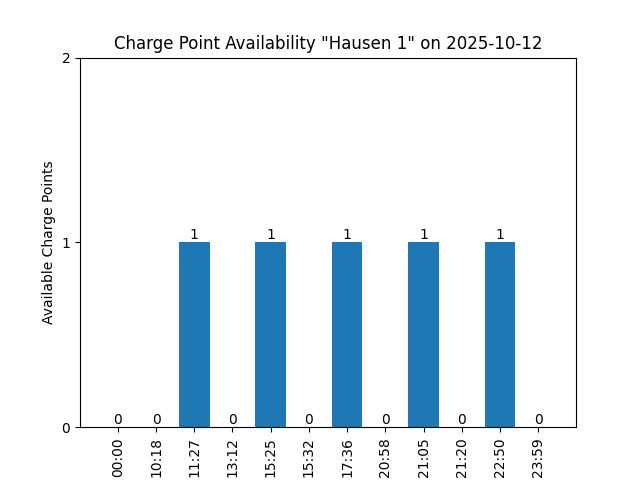 Charge Point Availability "Hausen 1" on 2025-10-12
Available Charge Points
2
1
0
0 0 1 0 1 0 1 0 1 0 1 0
00:00 10:18 11:27 13:12 15:25 15:32 17:36 20:58 21:05 21:20 22:50 23:59